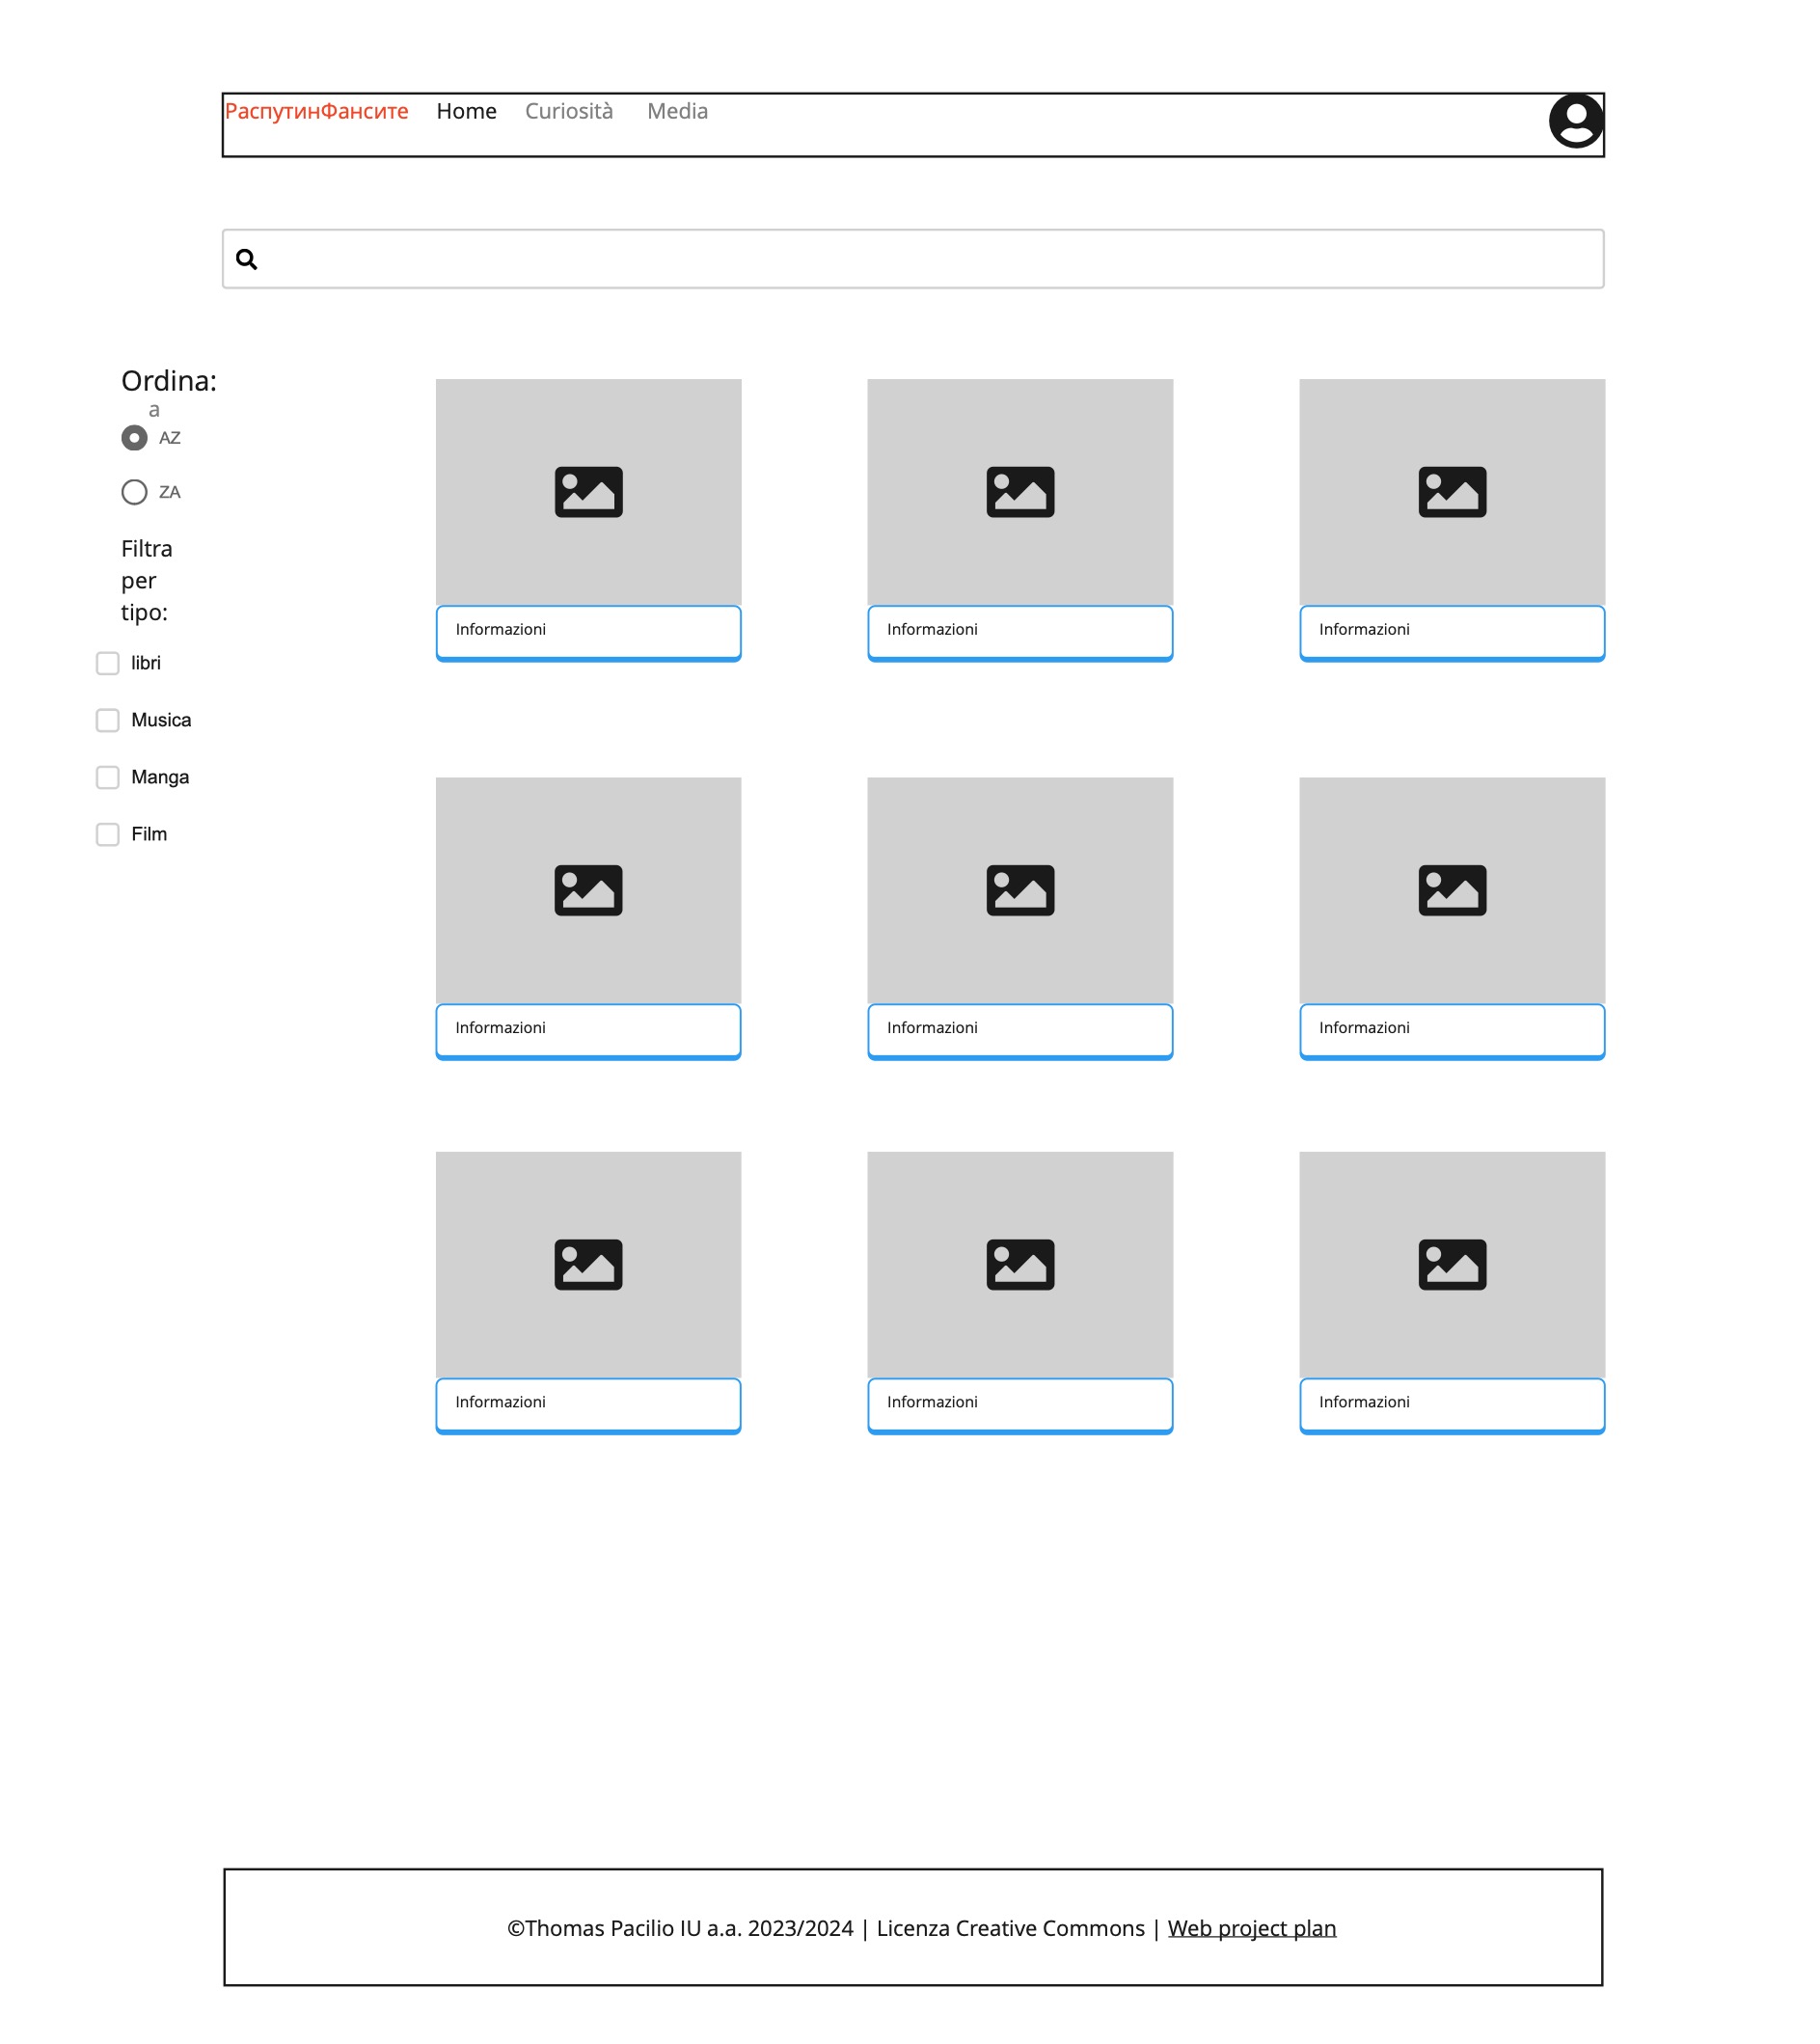 РаспутинФансите Home Curiosità Media
Ordina:
a
AZ
ZA
Filtra
per
tipo:
libri
Musica
Manga
Film
Informazioni Informazioni Informazioni
Informazioni Informazioni Informazioni
Informazioni Informazioni Informazioni
©Thomas Pacilio IU a.a. 2023/2024 | Licenza Creative Commons | Web project plan